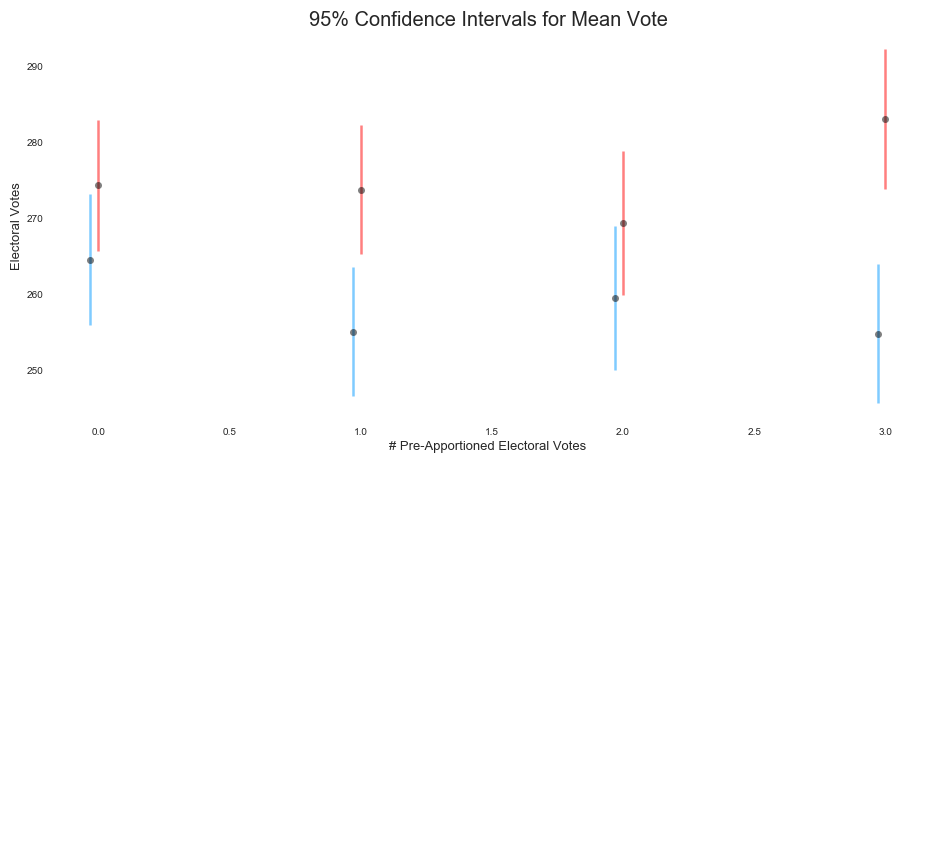 95% Confidence Intervals for Mean Vote
290
280
270
260
250
Electoral Votes
0.0 0.5 1.0 1.5 2.0 2.5 3.0
# Pre-Apportioned Electoral Votes